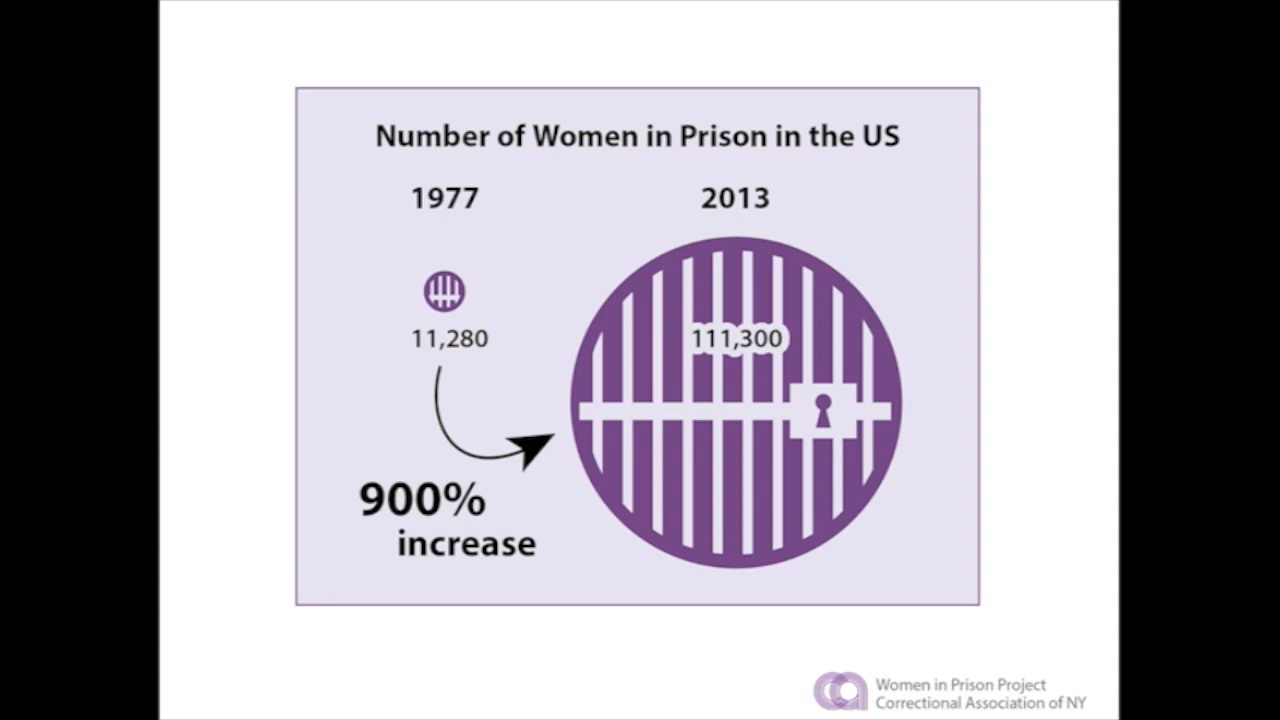 Number of Women in Prison in the US
1977
2013
11,280
111,300
900%
increase
Women in Prison Project
Correctional Association of NY